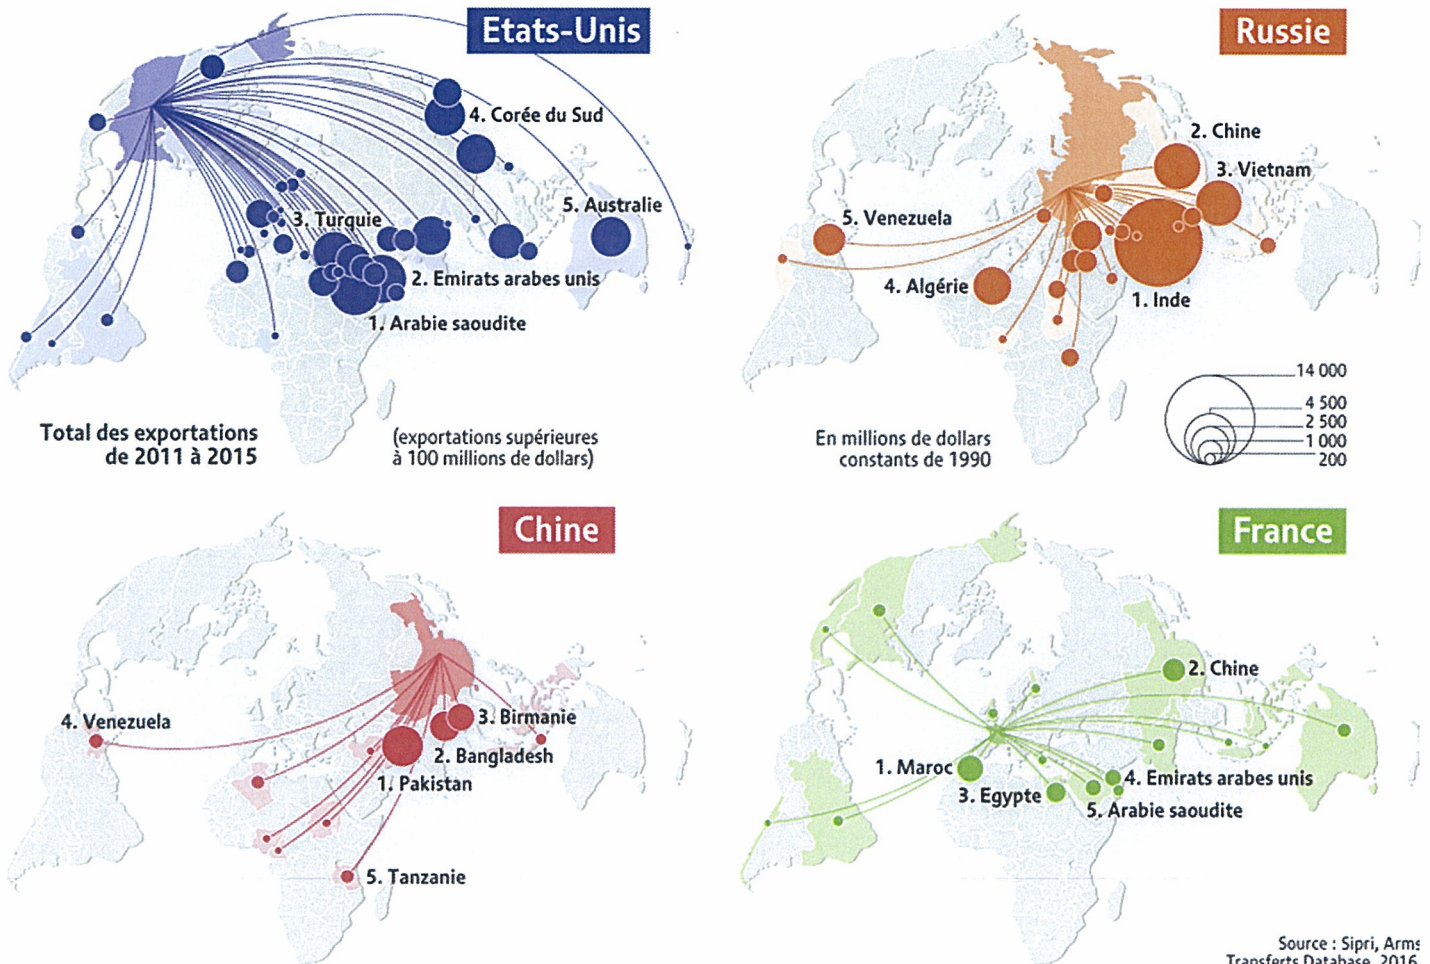 Etats-Unis
4. Corée du Sud
5. Australie
3. Turquie
2. Emirats arabes unis
1. Arabie saoudite
Total des exportations
de 2011 à 2015
(exportations supérieures
à 100 millions de dollars)
Russie
2. Chine
3. Vietnam
5. Venezuela
4. Algérie
1. Inde
En millions de dollars
constants de 1990
14 000
4 500
2 500
1 000
200
Chine
4. Venezuela
3. Birmanie
2. Bangladesh
1. Pakistan
5. Tanzanie
France
2. Chine
1. Maroc
4. Emirats arabes unis
3. Egypte
5. Arabie saoudite
Source : Sipri, Arms
Transferts Database, 2016